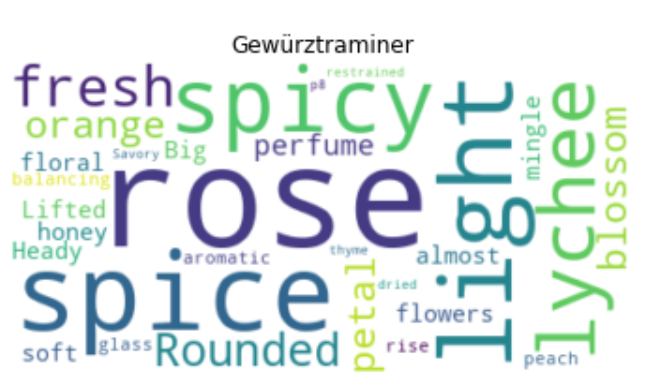 Gewürztraminer
restrained
p8
fresh
spicy
light
lychee
orange
mingle
blossom
perfume
floral
Savory
Big
balancing
rose
Lifted
honey
Heady
aromatic
thyme
almost
spice
petal
dried
flowers
soft
glass
Rounded
rise
peach